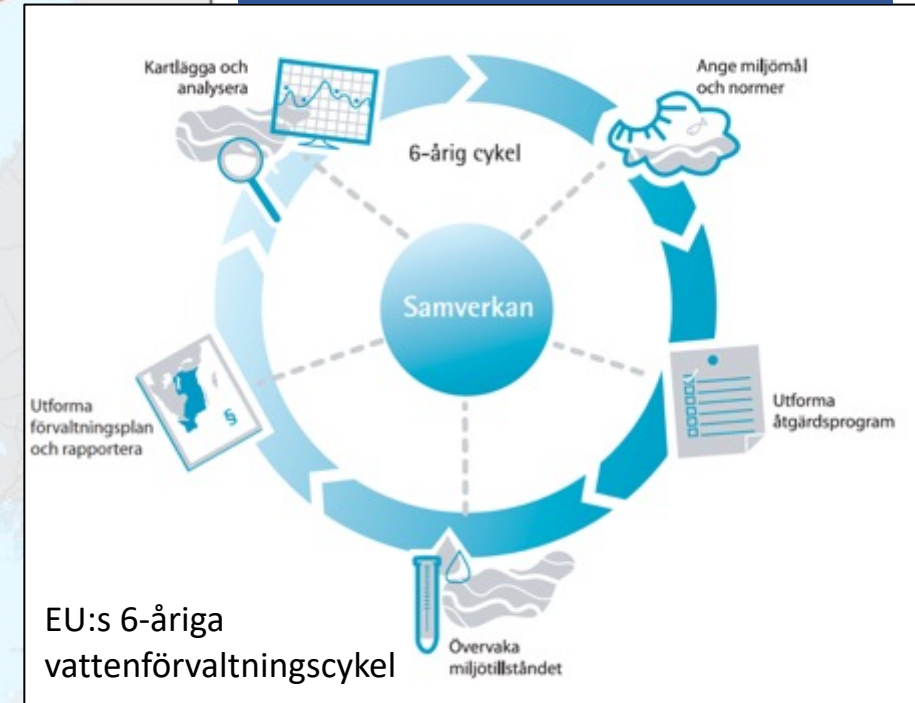 Kartlägga och
analysera
Ange miljömål
och normer
6-årig cykel
Samverkan
Utforma
förvaltningsplan
och rapportera
§
Utforma
åtgärdsprogram
Övervaka
miljötillståndet
EU:s 6-åriga
vattenförvaltningscykel